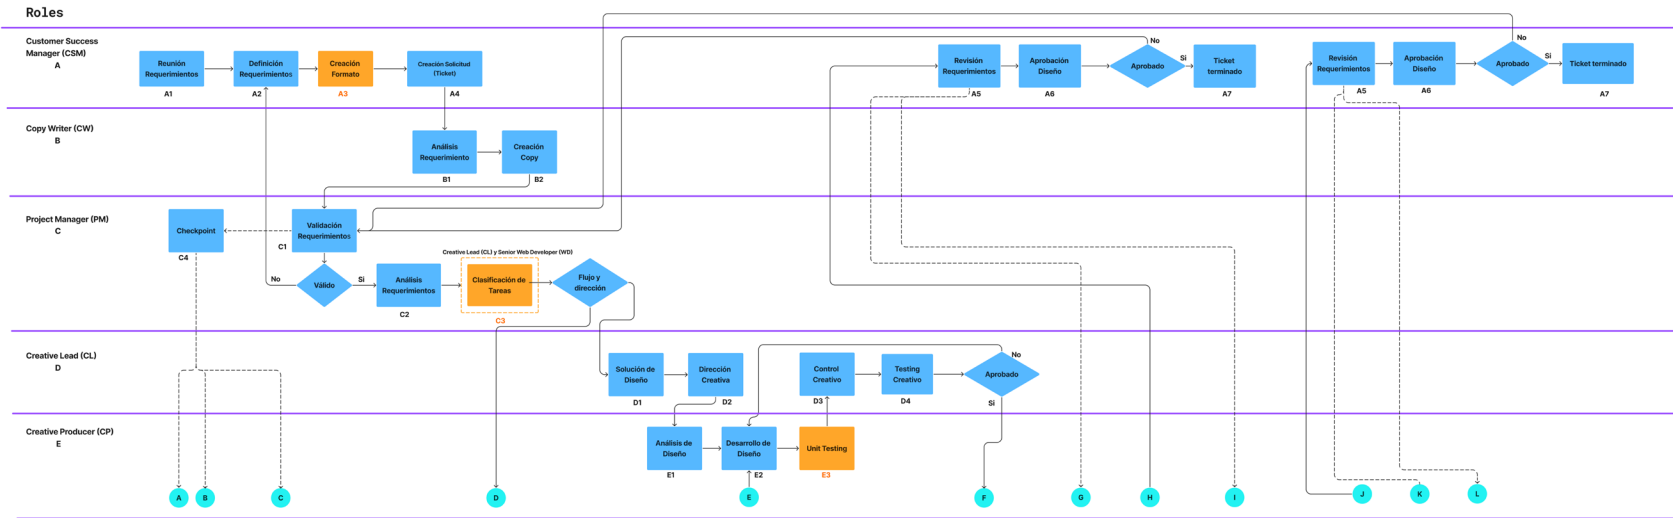 Roles
Customer Success
Manager (CSM)
A
Reunión
Requerimientos
A1
Definición
Requerimientos
A2
Creación
Formato
A3
Creación Solicitud
(Ticket)
A4
Revisión
Requerimientos
A5
Aprobación
Diseño
A6
Aprobado
No
Si
Ticket
terminado
A7
Revisión
Requerimientos
A5
Aprobación
Diseño
A6
Aprobado
No
Si
Ticket terminado
A7
Copy Writer (CW)
B
Análisis
Requerimiento
B1
Creación
Copy
B2
Project Manager (PM)
C
Checkpoint
C4
Validación
Requerimientos
C1
Válido
No
Si
Análisis
Requerimientos
C2
Creative Lead (CL) y Senior Web Developer (WD)
Clasificación de
Tareas
C3
Flujo y
dirección
Creative Lead (CL)
D
Solución de
Diseño
D1
Dirección
Creativa
D2
Control
Creativo
D3
Testing
Creativo
D4
Aprobado
No
Si
Creative Producer (CP)
E
Análisis de
Diseño
E1
Desarrollo de
Diseño
E2
Unit Testing
E3
A
B
C
D
E
F
G
H
I
J
K
L